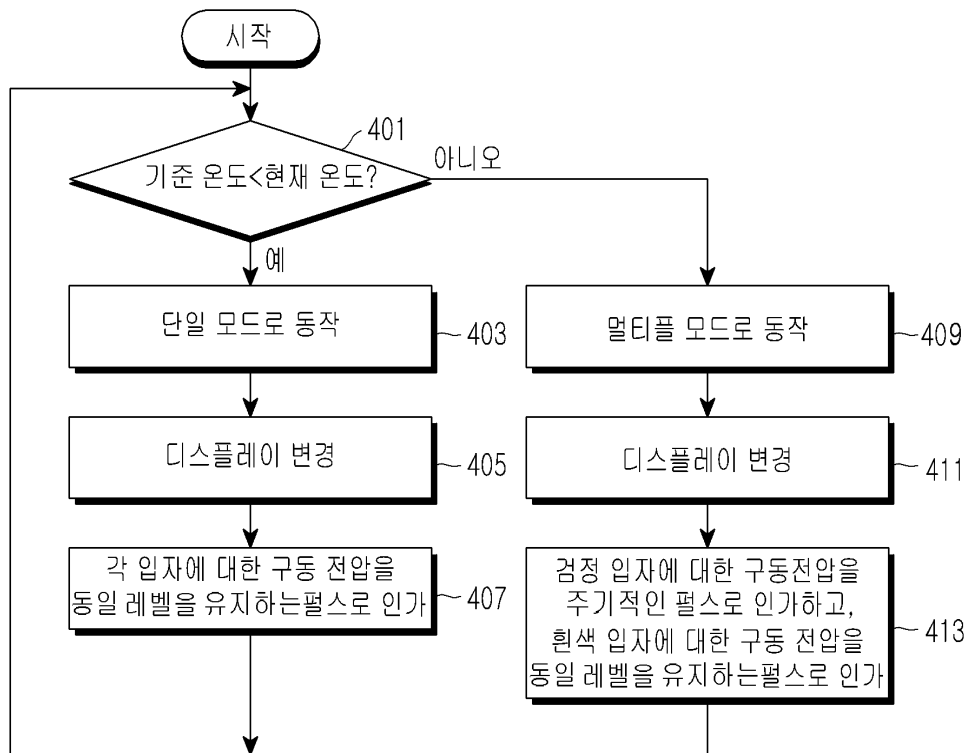 시작
401
기준 온도<현재 온도?
아니오
예
단일 모드로 동작
403
멀티플 모드로 동작
409
디스플레이 변경
405
디스플레이 변경
411
각 입자에 대한 구동 전압을
동일 레벨을 유지하는펄스로 인가
407
검정 입자에 대한 구동전압을
주기적인 펄스로 인가하고,
흰색 입자에 대한 구동 전압을
동일 레벨을 유지하는펄스로 인가
413